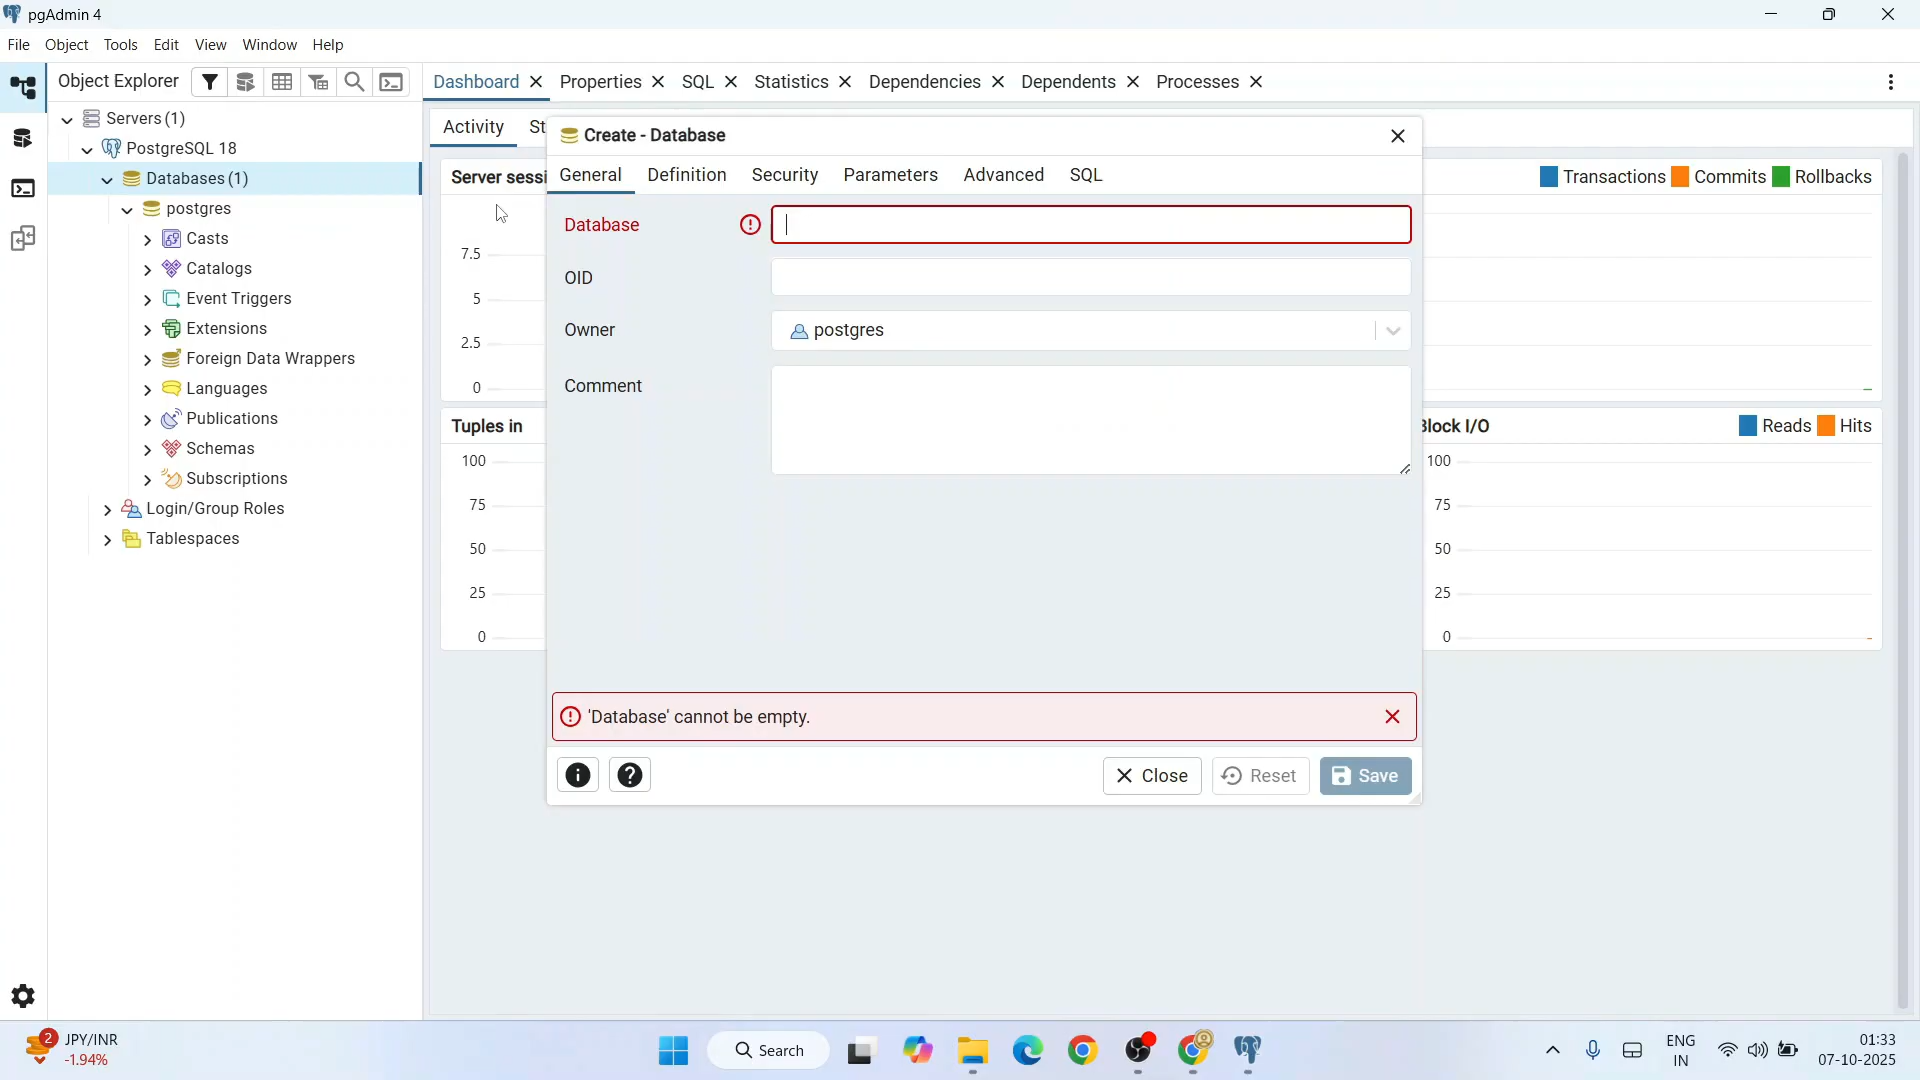 pgAdmin 4
File Object Tools Edit View Window Help
Object Explorer
Dashboard Properties SQL Statistics Dependencies Dependents Processes
Servers (1)
PostgreSQL 18
Databases (1)
postgres
Casts
Catalogs
Event Triggers
Extensions
Foreign Data Wrappers
Languages
Publications
Schemas
Subscriptions
Login/Group Roles
Tablespaces
Activity St
Server sessi
7.5
5
2.5
0
Tuples in
100
75
50
25
0
Create - Database
General Definition Security Parameters Advanced SQL
Database
OID
Owner postgres
Comment
'Database' cannot be empty.
Close Reset Save
Transactions Commits Rollbacks
Block I/O Reads Hits
100
75
50
25
0
2 JPY/INR
-1.94%
Search
ENG
IN
01:33
07-10-2025